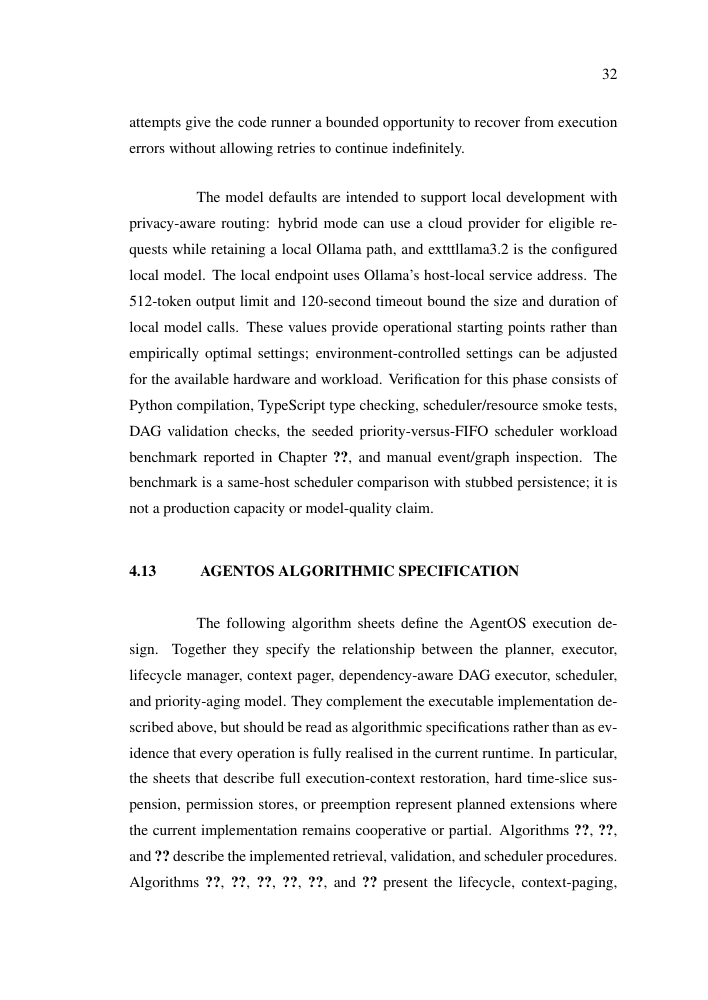 32
attempts give the code runner a bounded opportunity to recover from execution
errors without allowing retries to continue indefinitely.
The model defaults are intended to support local development with
privacy-aware routing: hybrid mode can use a cloud provider for eligible re-
quests while retaining a local Ollama path, and extttllama3.2 is the configured
local model. The local endpoint uses Ollama's host-local service address. The
512-token output limit and 120-second timeout bound the size and duration of
local model calls. These values provide operational starting points rather than
empirically optimal settings; environment-controlled settings can be adjusted
for the available hardware and workload. Verification for this phase consists of
Python compilation, TypeScript type checking, scheduler/resource smoke tests,
DAG validation checks, the seeded priority-versus-FIFO scheduler workload
benchmark reported in Chapter ??, and manual event/graph inspection. The
benchmark is a same-host scheduler comparison with stubbed persistence; it is
not a production capacity or model-quality claim.
4.13 AGENTOS ALGORITHMIC SPECIFICATION
The following algorithm sheets define the AgentOS execution de-
sign. Together they specify the relationship between the planner, executor,
lifecycle manager, context pager, dependency-aware DAG executor, scheduler,
and priority-aging model. They complement the executable implementation de-
scribed above, but should be read as algorithmic specifications rather than as ev-
idence that every operation is fully realised in the current runtime. In particular,
the sheets that describe full execution-context restoration, hard time-slice sus-
pension, permission stores, or preemption represent planned extensions where
the current implementation remains cooperative or partial. Algorithms ??, ??,
and ?? describe the implemented retrieval, validation, and scheduler procedures.
Algorithms ??, ??, ??, ??, ??, and ?? present the lifecycle, context-paging,